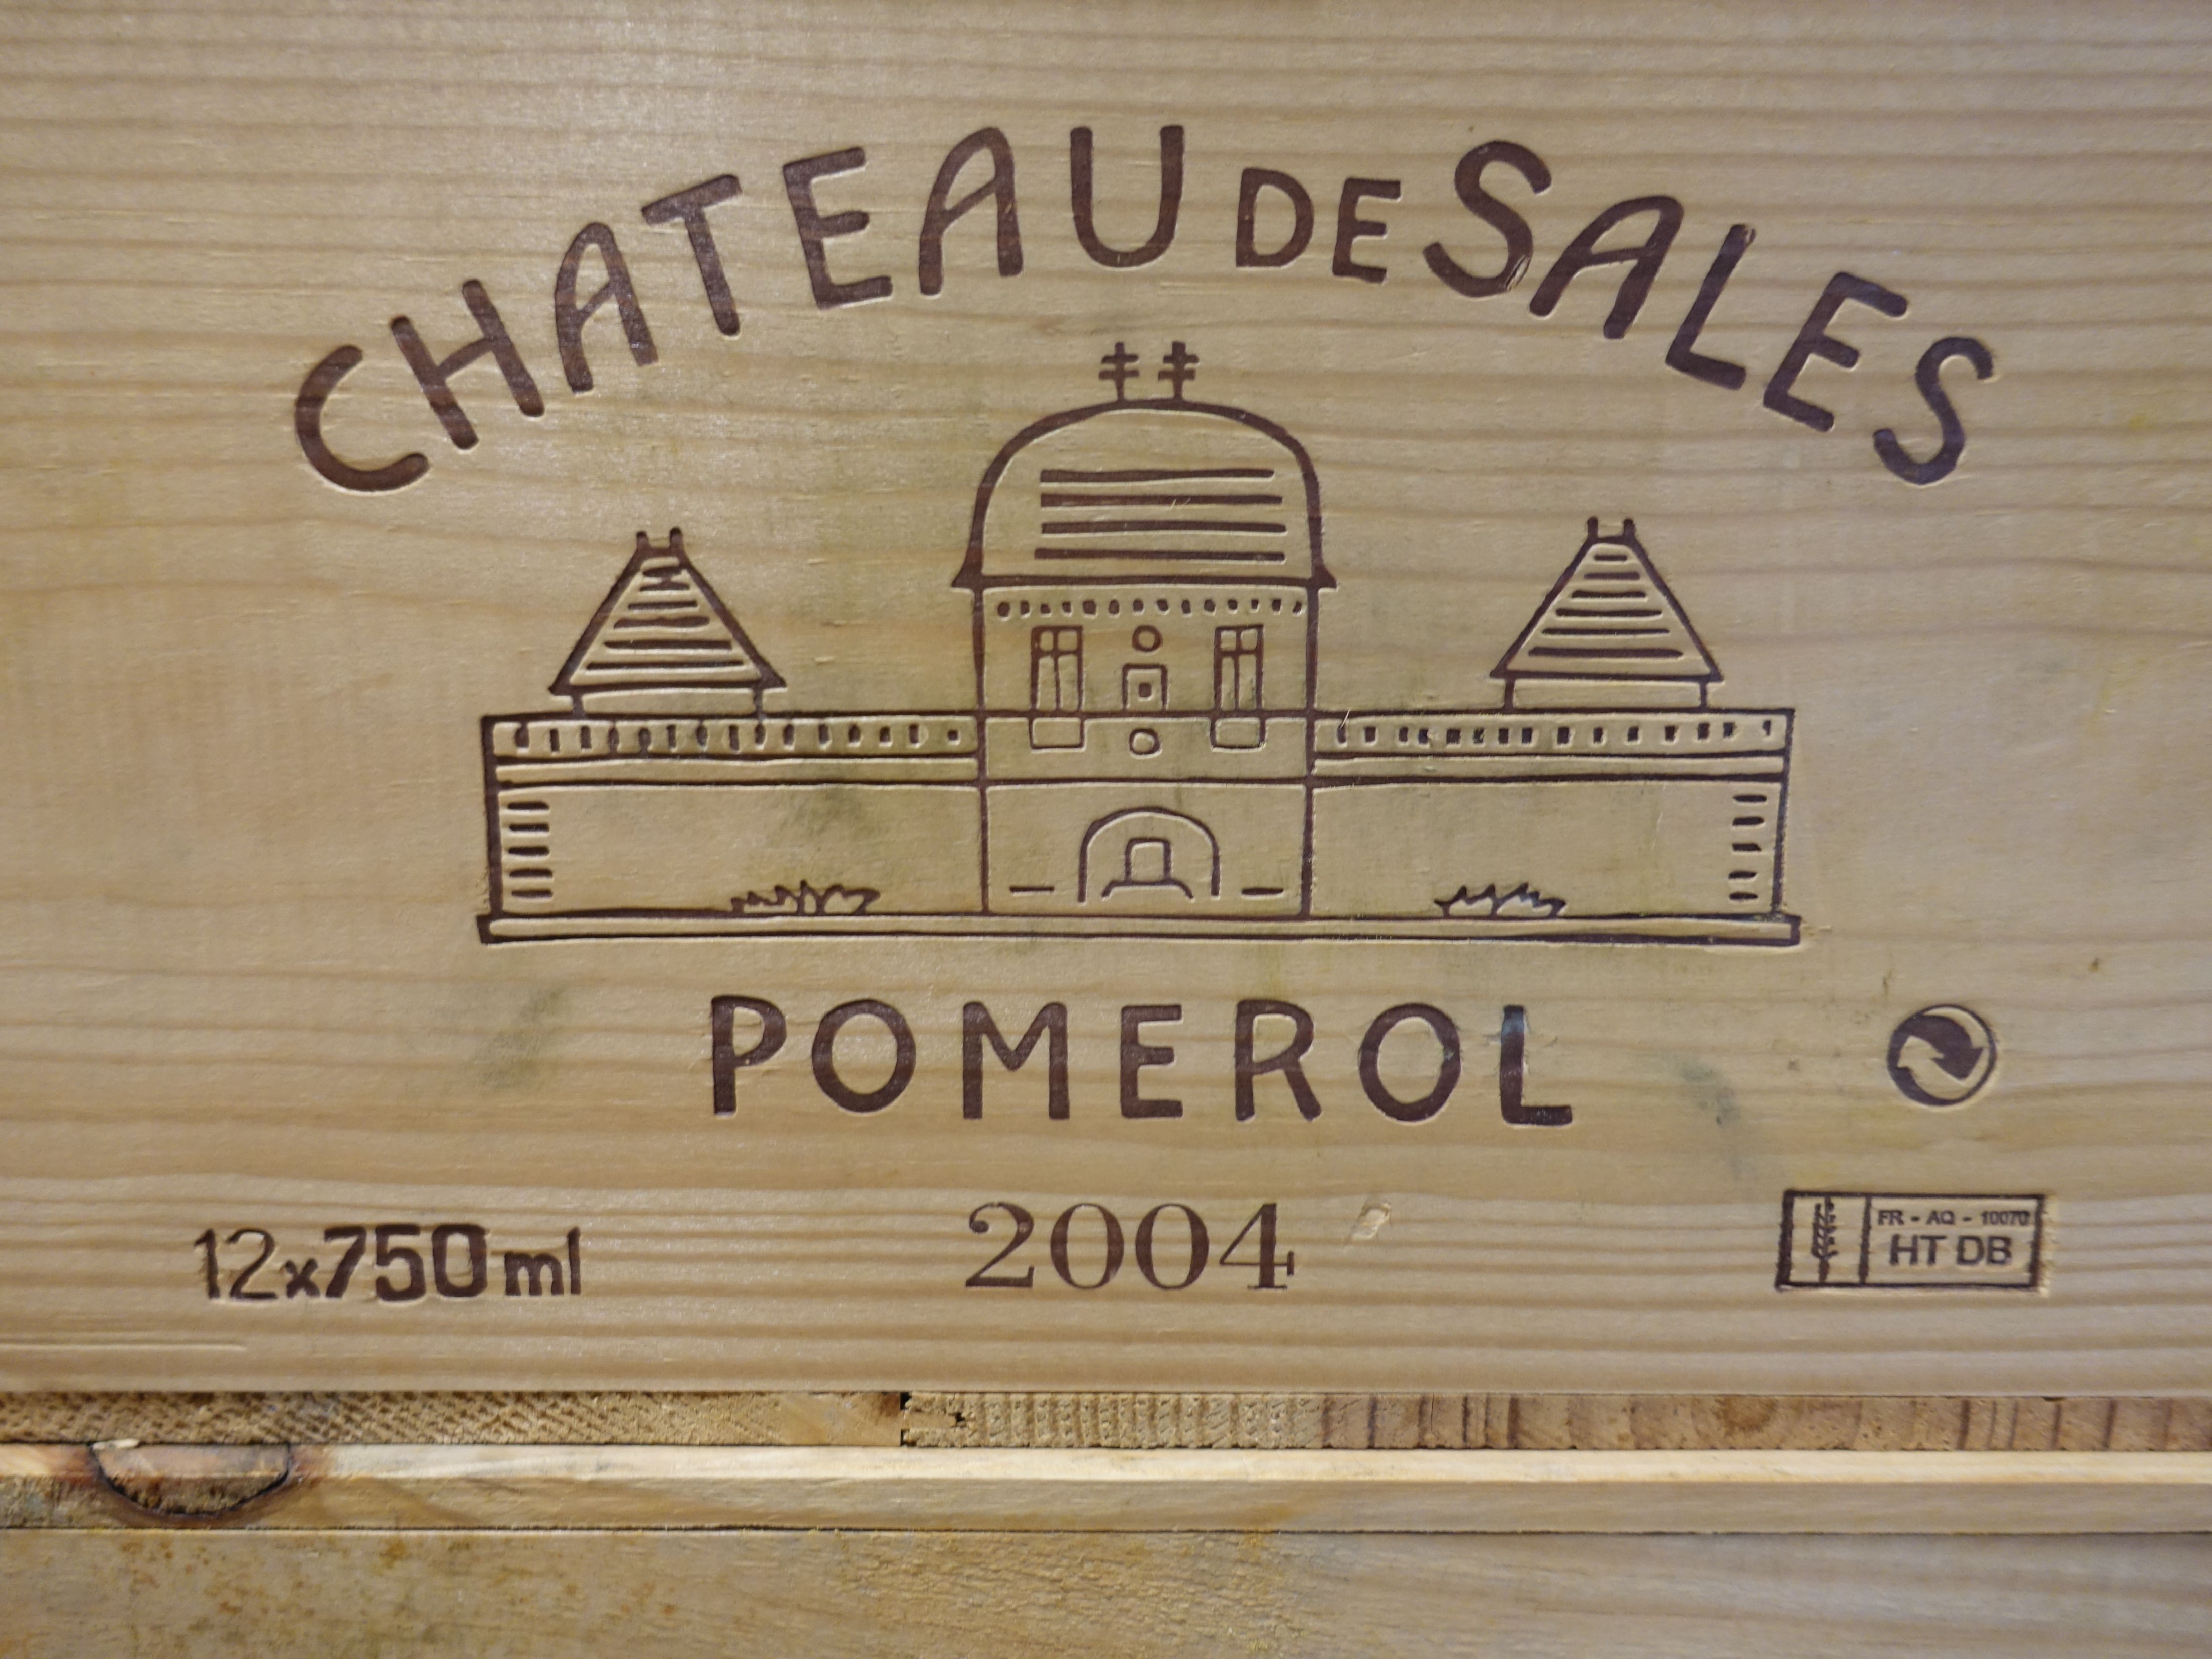 CHATEAU DE SALES
POMEROL
12x750ml
2004
FR - AQ - 10070
HT DB